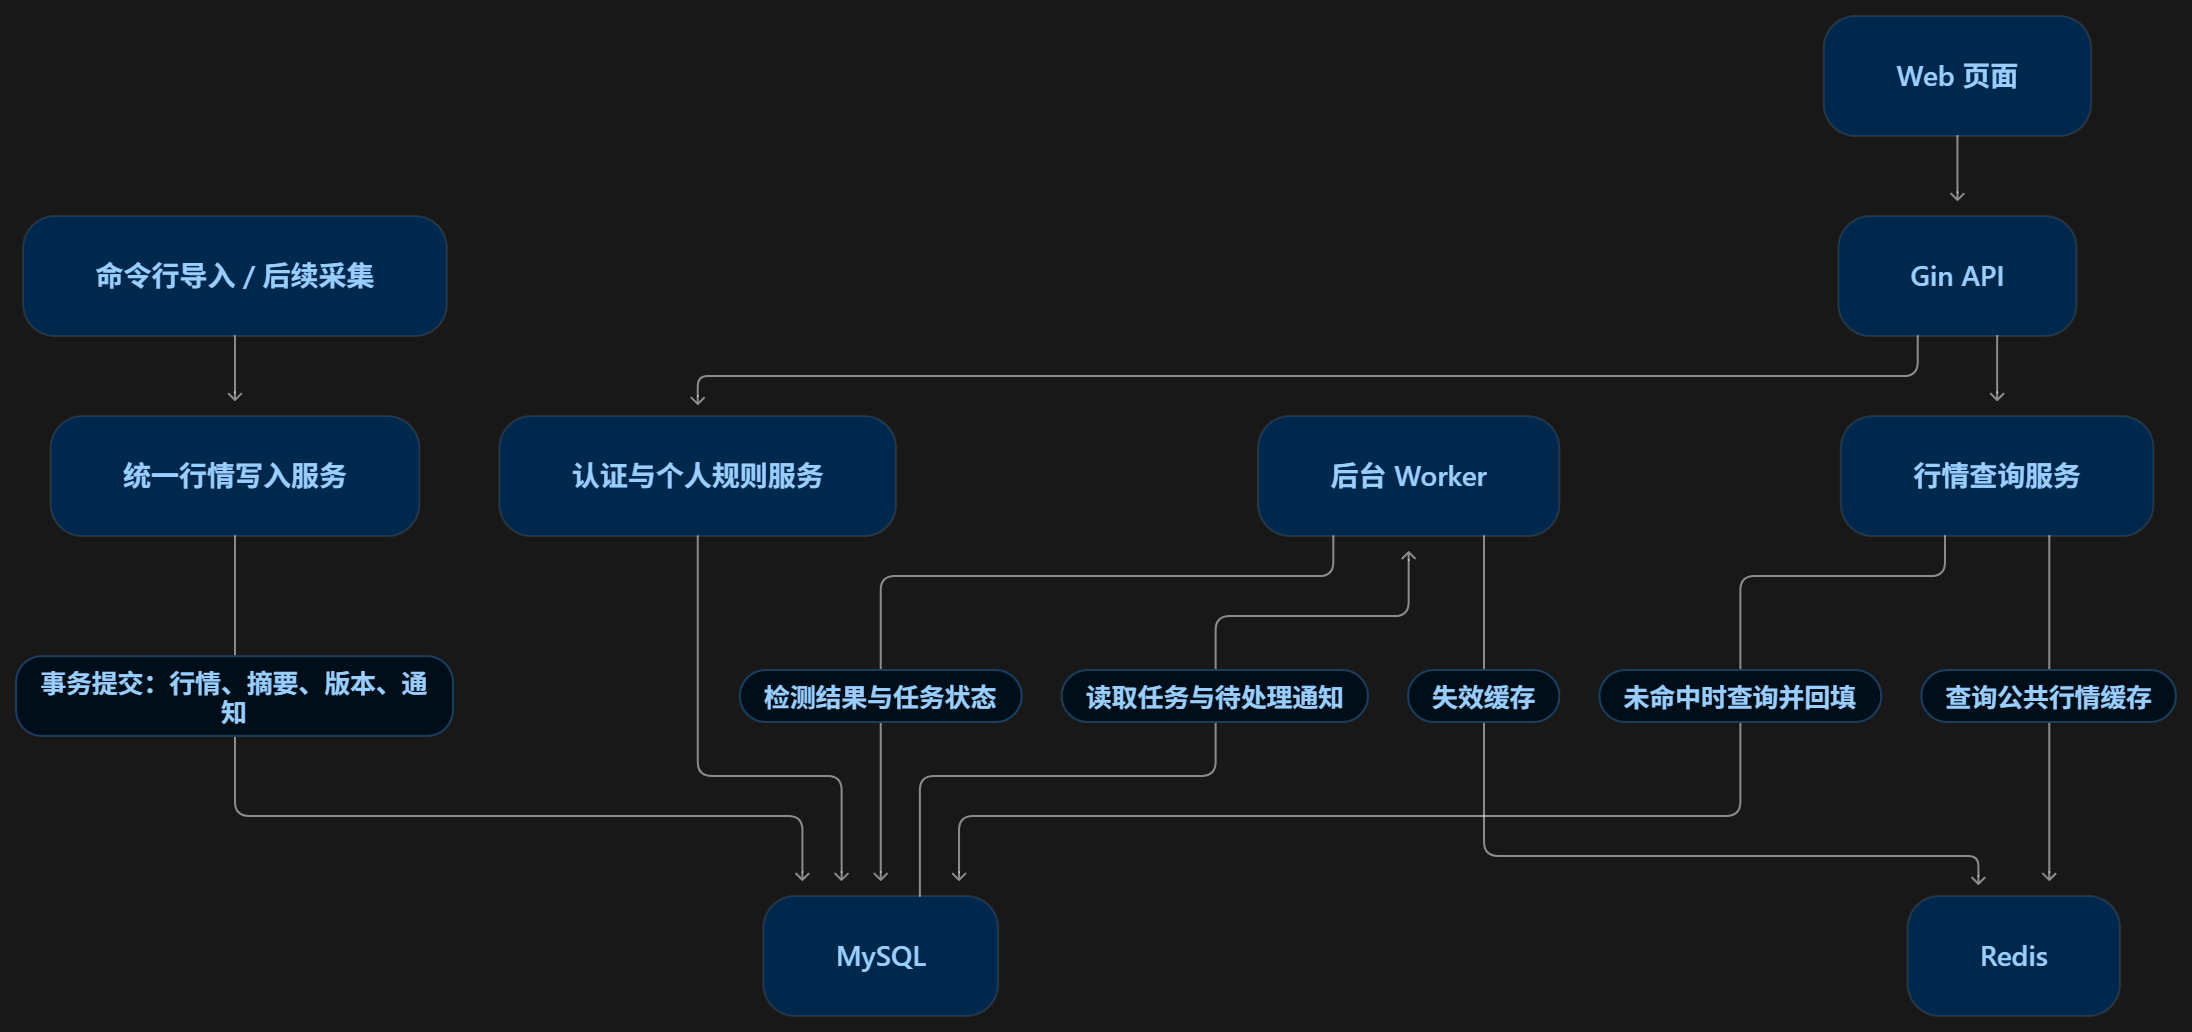 Web 页面
命令行导入 / 后续采集
Gin API
统一行情写入服务
认证与个人规则服务
后台 Worker
行情查询服务
事务提交：行情、摘要、版本、通
知
检测结果与任务状态
读取任务与待处理通知
失效缓存
未命中时查询并回填
查询公共行情缓存
MySQL
Redis